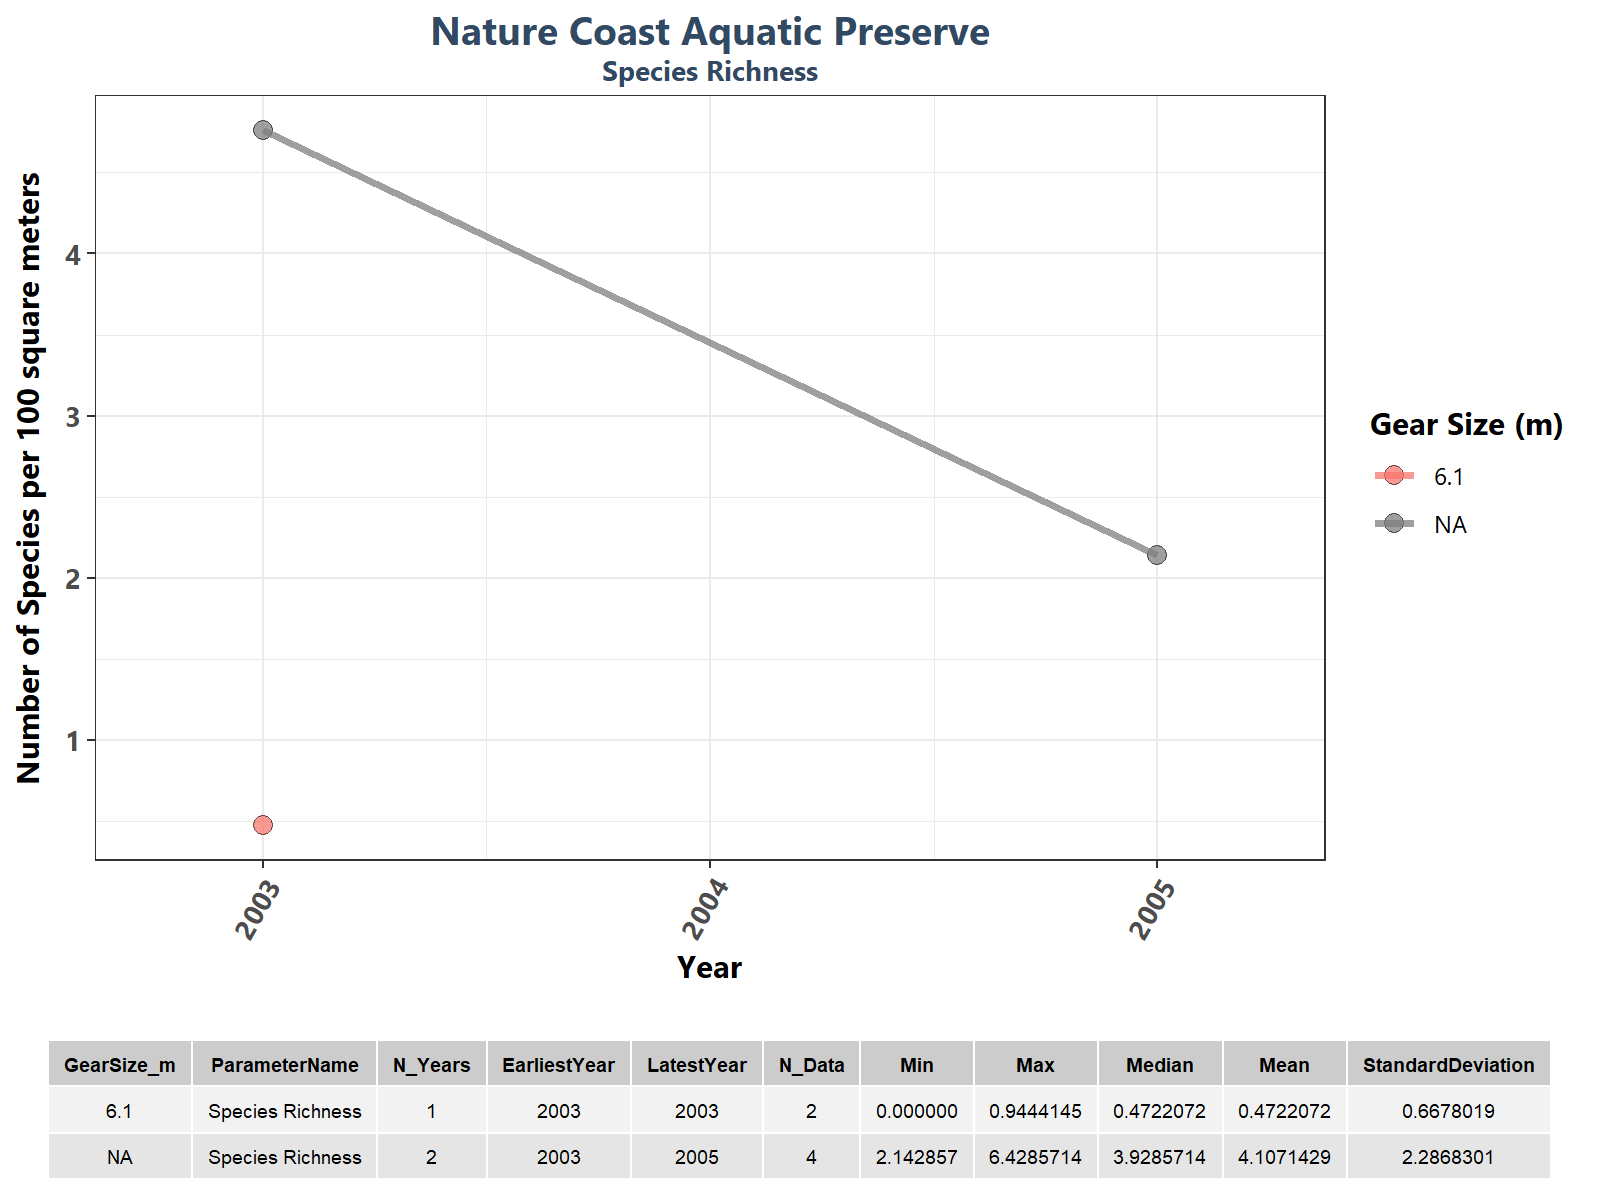 Nature Coast Aquatic Preserve
Species Richness
Number of Species per 100 square meters
4
3
2
1
2003
2004
2005
Year
Gear Size (m)
6.1
NA
GearSize_m ParameterName N_Years EarliestYear LatestYear N_Data Min Max Median Mean StandardDeviation
6.1 Species Richness 1 2003 2003 2 0.000000 0.9444145 0.4722072 0.4722072 0.6678019
NA Species Richness 2 2003 2005 4 2.142857 6.4285714 3.9285714 4.1071429 2.2868301